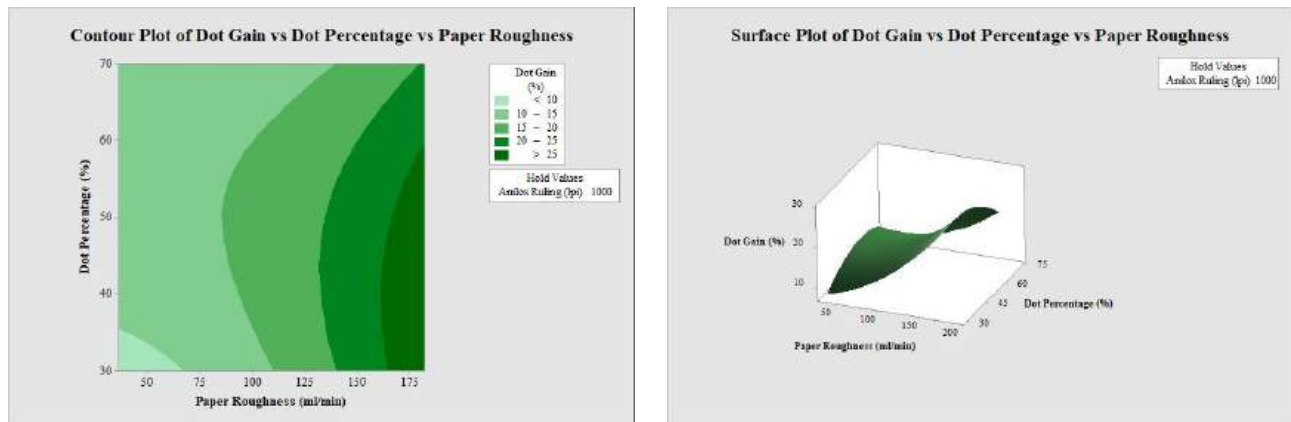 Contour Plot of Dot Gain vs Dot Percentage vs Paper Roughness
70
60
50
40
30
Dot Percentage (%)
50 75 100 125 150 175
Paper Roughness (ml/min)
Dot Gain
(%)
< 10
10 – 15
15 – 20
20 – 25
> 25
Hold Values
Anilox Ruling (lpi) 1000
Surface Plot of Dot Gain vs Dot Percentage vs Paper Roughness
Hold Values
Anilox Ruling (lpi) 1000
30
Dot Gain (%)
20
10
50 100 150 200
Paper Roughness (ml/min)
30
45
60
75
Dot Percentage (%)